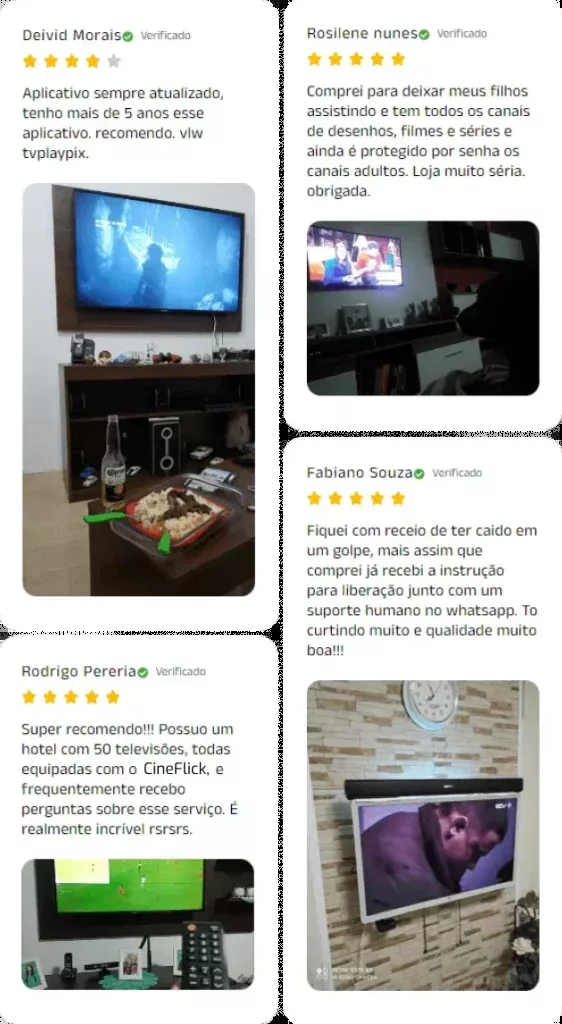 Deivid Morais Verificado
Aplicativo sempre atualizado,
tenho mais de 5 anos esse
aplicativo. recomendo. vlw
tvplaypix.
Rodrigo Pereria Verificado
Super recomendo!!! Possuo um
hotel com 50 televisões, todas
equipadas com o CineFlick, e
frequentemente recebo
perguntas sobre esse serviço. É
realmente incrível rsrsrs.
Rosilene nunes Verificado
Comprei para deixar meus filhos
assistindo e tem todos os canais
de desenhos, filmes e séries e
ainda é protegido por senha os
canais adultos. Loja muito séria.
obrigada.
Fabiano Souza Verificado
Fiquei com receio de ter caido em
um golpe, mais assim que
comprei já recebi a instrução
para liberação junto com um
suporte humano no whatsapp. To
curtindo muito e qualidade muito
boa!!!